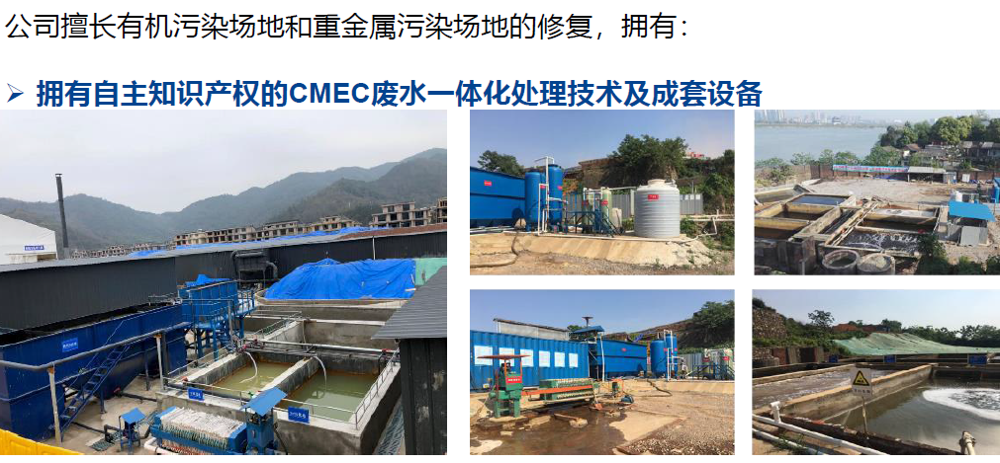 公司擅长有机污染场地和重金属污染场地的修复，拥有：
拥有自主知识产权的CMEC废水一体化处理技术及成套设备